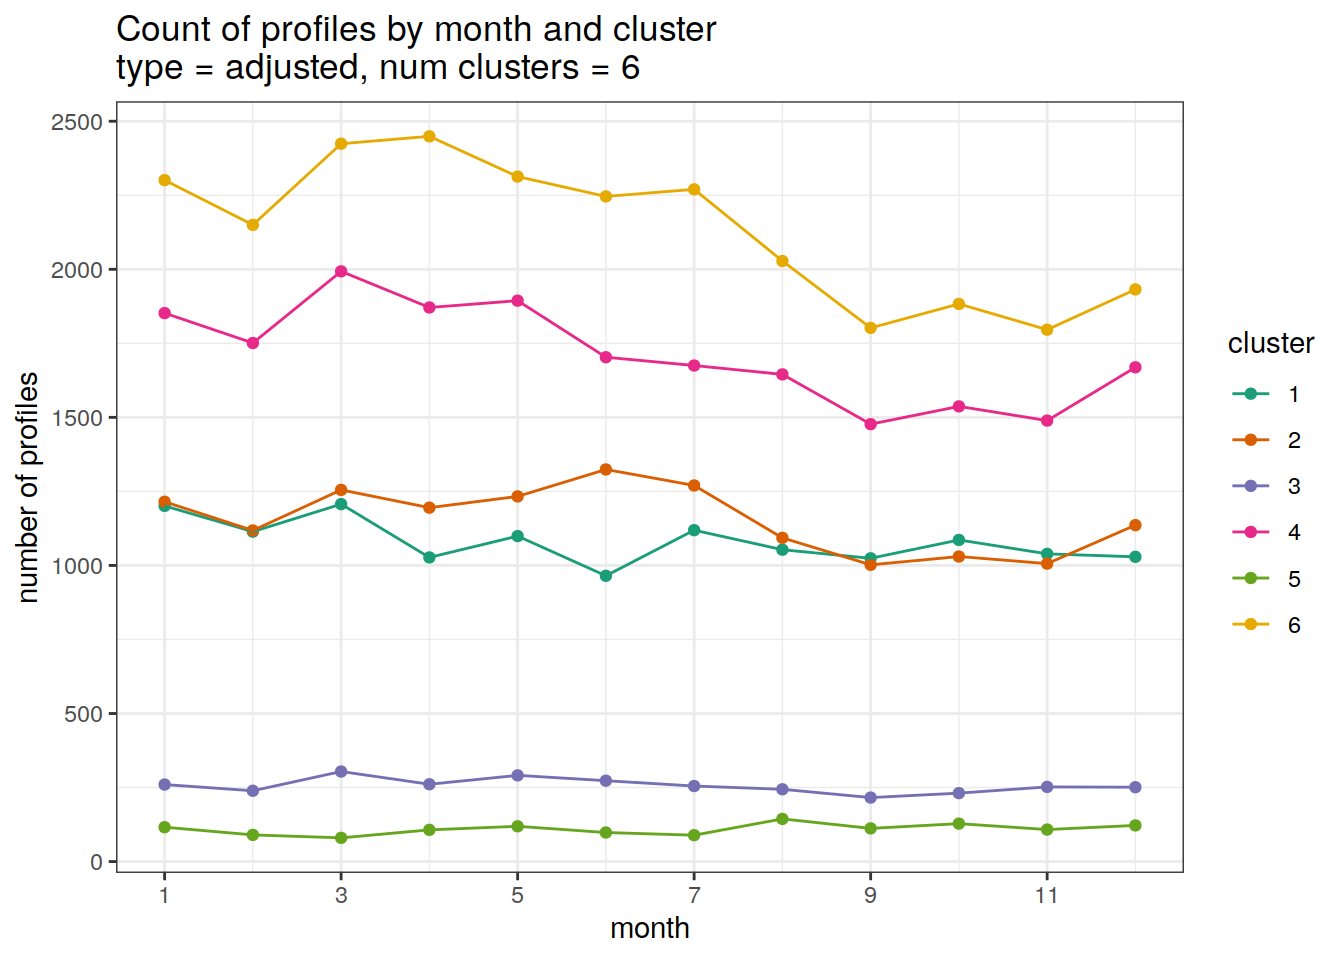 Count of profiles by month and cluster
type = adjusted, num clusters = 6
2500
2000
1500
1000
500
0
number of profiles
1 3 5 7 9 11
month
cluster
1
2
3
4
5
6